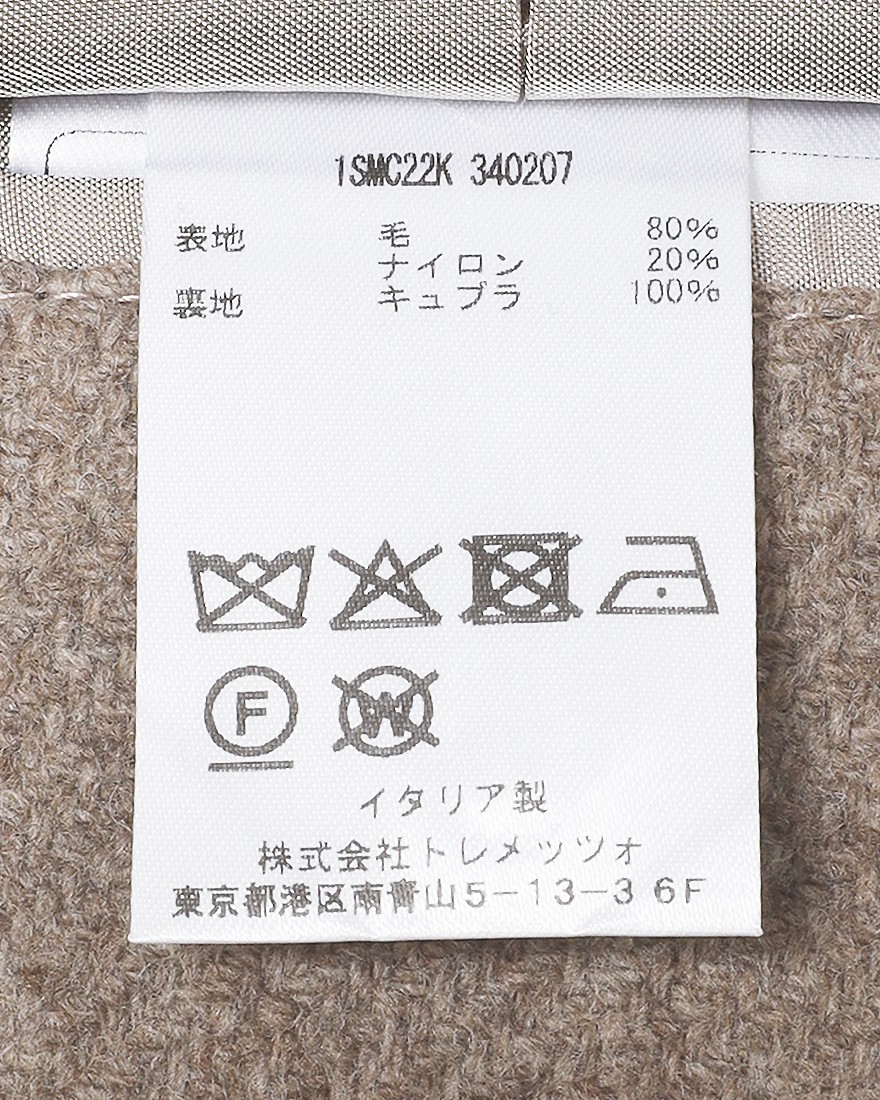 1SMC22K 340207
表地 毛 80%
ナイロン 20%
裏地 キュプラ 100%
F
W
イタリア製
株式会社トレメッツォ
東京都港区南青山5-13-3 6F